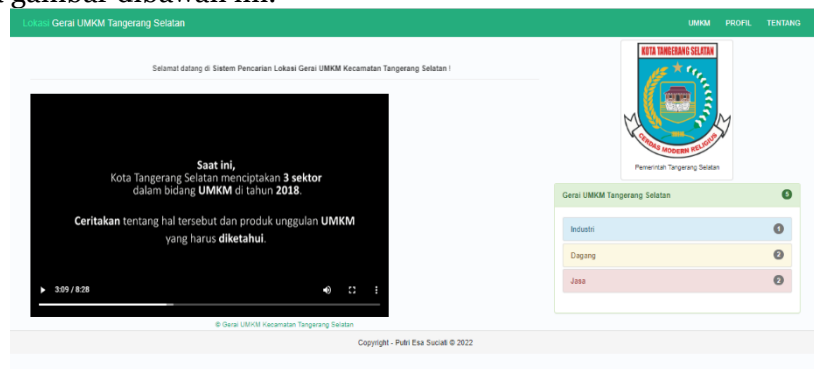 gambar dibawah ini.
Lokasi Gerai UMKM Tangerang Selatan
UMKM PROFIL TENTANG
Selamat datang di Sistem Pencarian Lokasi Gerai UMKM Kecamatan Tangerang Selatan !
KOTA TANGERANG SELATAN
CERDAS MODERN RELIGIUS
Pemerintah Tangerang Selatan
Saat ini,
Kota Tangerang Selatan menciptakan 3 sektor
dalam bidang UMKM di tahun 2018.
Ceritakan tentang hal tersebut dan produk unggulan UMKM
yang harus diketahui.
3:09 / 8:28
Gerai UMKM Tangerang Selatan 5
Industri 1
Dagang 2
Jasa 2
© Gerai UMKM Kecamatan Tangerang Selatan
Copyright - Putri Esa Suciati © 2022